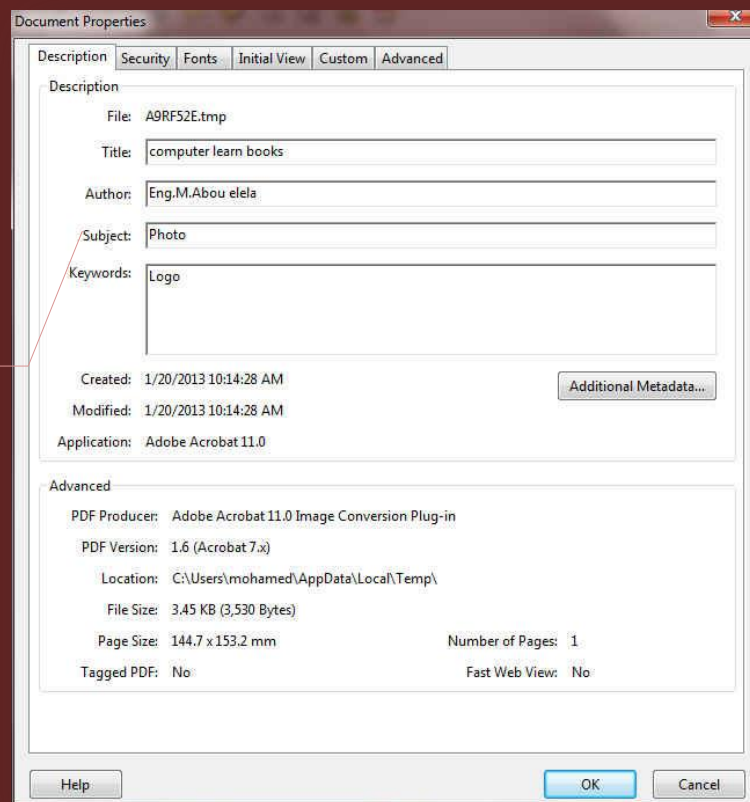 Document Properties
Description Security Fonts Initial View Custom Advanced
Description
File: A9RF52E.tmp
Title: computer learn books
Author: Eng.M.Abou elela
Subject: Photo
Keywords: Logo
Created: 1/20/2013 10:14:28 AM
Additional Metadata...
Modified: 1/20/2013 10:14:28 AM
Application: Adobe Acrobat 11.0
Advanced
PDF Producer: Adobe Acrobat 11.0 Image Conversion Plug-in
PDF Version: 1.6 (Acrobat 7.x)
Location: C:\Users\mohamed\AppData\Local\Temp\
File Size: 3.45 KB (3,530 Bytes)
Page Size: 144.7 x 153.2 mm Number of Pages: 1
Tagged PDF: No Fast Web View: No
Help OK Cancel